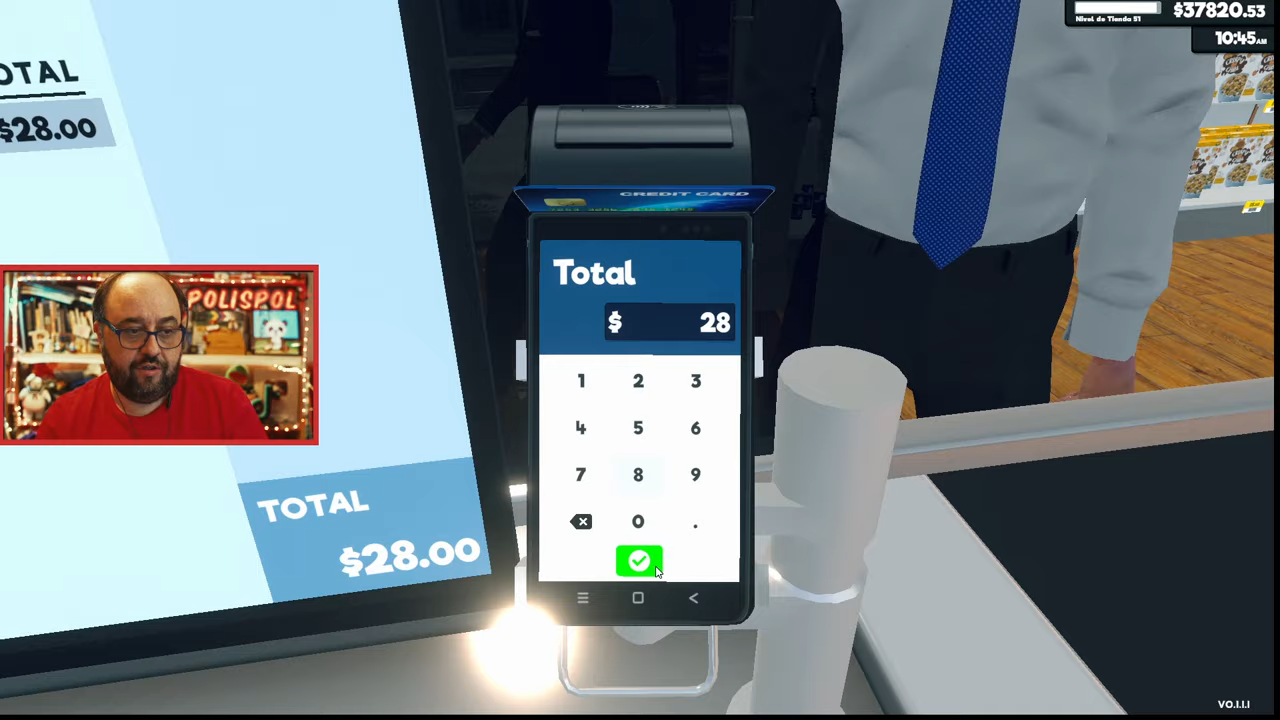 $37820.53
Nivel de Tienda 51
10:45AM
OTAL
$28.00
CREDIT CARD
Total
$ 28
1 2 3
4 5 6
7 8 9
0 .
POLISPOL
TOTAL
$28.00
V0.1.1.1